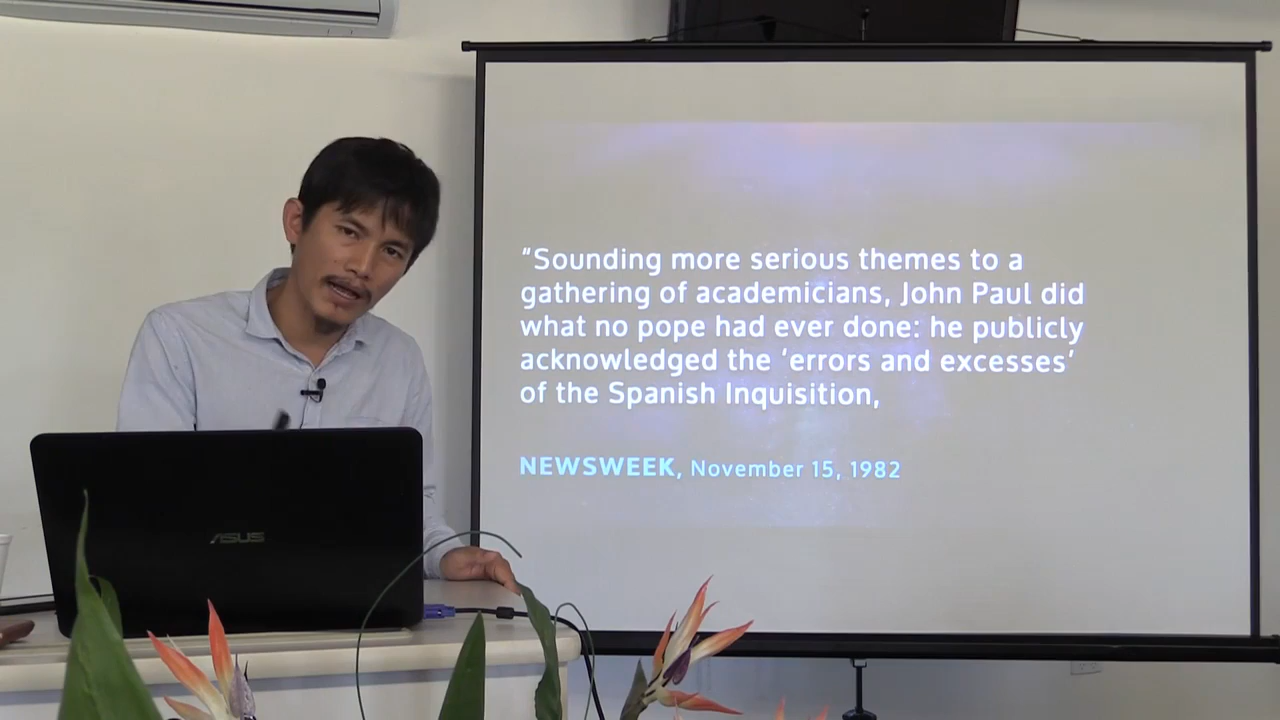 “Sounding more serious themes to a
gathering of academicians, John Paul did
what no pope had ever done: he publicly
acknowledged the ‘errors and excesses’
of the Spanish Inquisition,
NEWSWEEK, November 15, 1982
ASUS